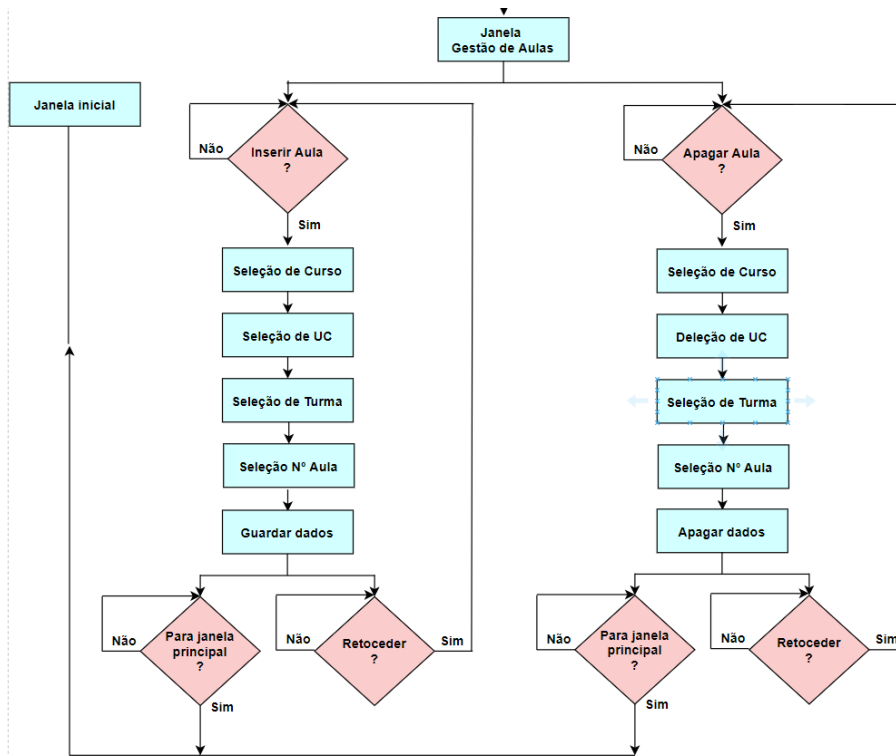 Janela
Gestão de Aulas
Janela inicial
Inserir Aula
?
Não
Sim
Seleção de Curso
Seleção de UC
Seleção de Turma
Seleção Nº Aula
Guardar dados
Para janela
principal
?
Não
Sim
Retoceder
?
Não
Sim
Apagar Aula
?
Não
Sim
Seleção de Curso
Deleção de UC
Seleção de Turma
Seleção Nº Aula
Apagar dados
Para janela
principal
?
Não
Sim
Retoceder
?
Não
Sim